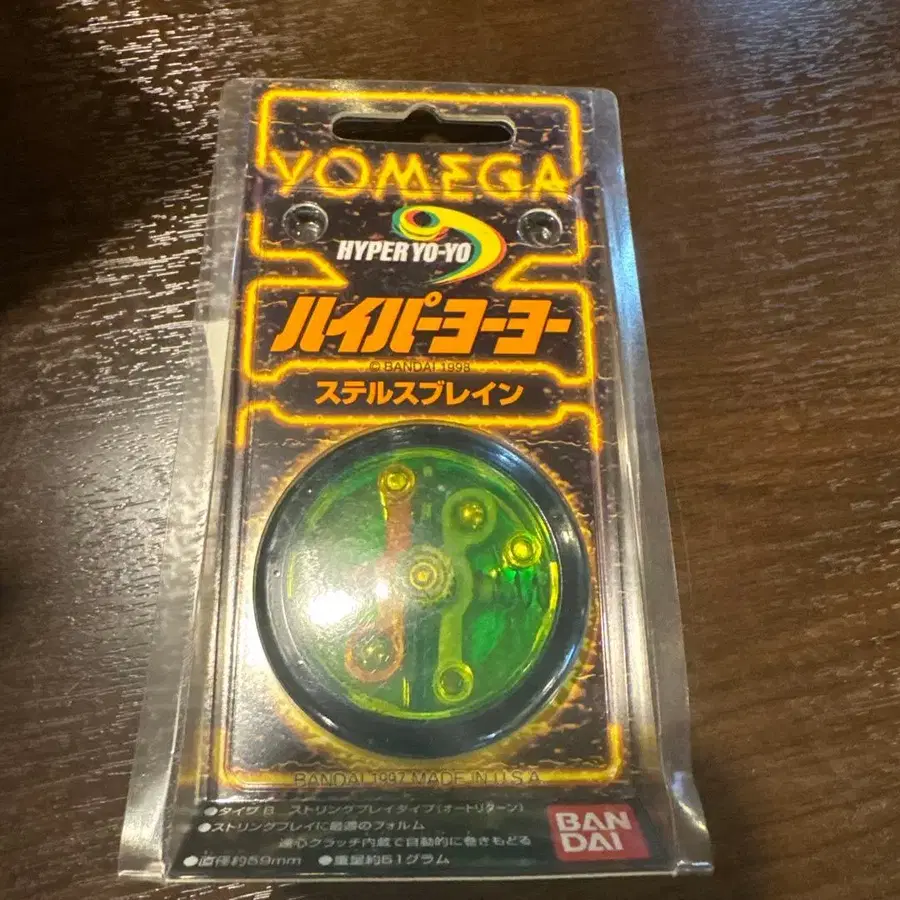 YOMEGA
HYPER YO-YO
ハイパーヨーヨー
© BANDAI 1998
ステルスブレイン
BANDAI 1997 MADE IN U.S.A.
●タイプB ストリングプレイタイプ(オートリターン)
●ストリングプレイに最適のフォルム
遠心クラッチ内蔵で自動的に巻きもどる
●直径約59mm ●重量約51グラム
BAN
DAI